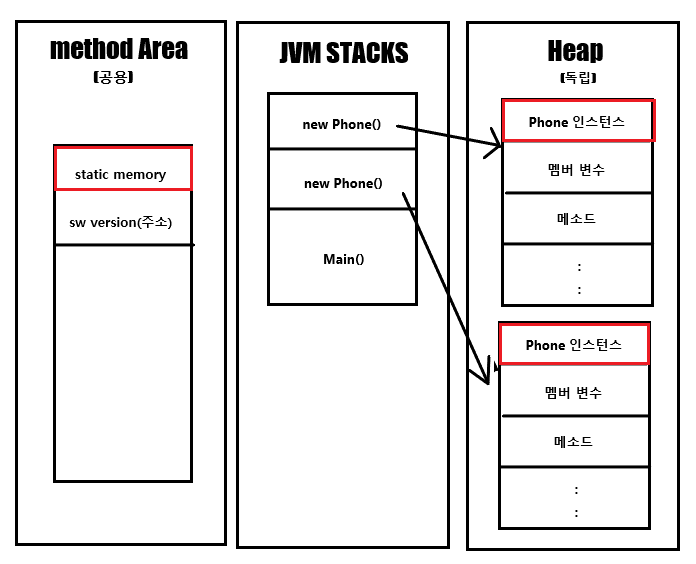 method Area
(공용)
static memory
sw version(주소)
JVM STACKS
new Phone()
new Phone()
Main()
Heap
(독립)
Phone 인스턴스
멤버 변수
메소드
:
:
Phone 인스턴스
멤버 변수
메소드
:
: